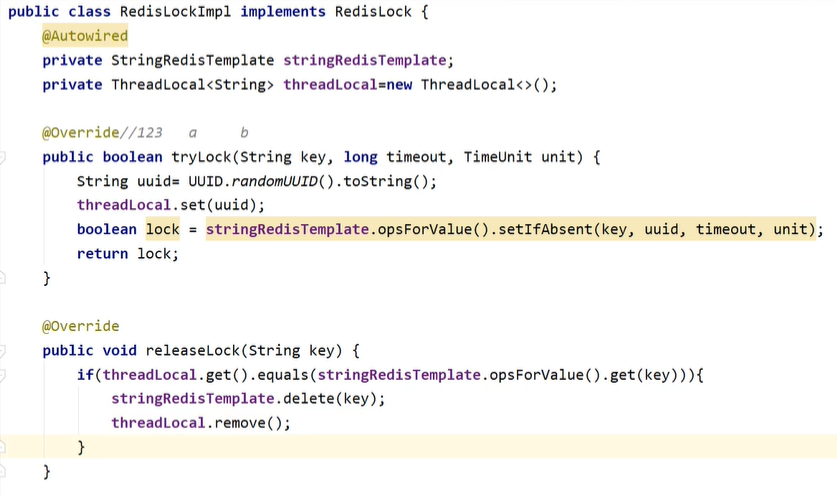 public class RedisLockImpl implements RedisLock {
    @Autowired
    private StringRedisTemplate stringRedisTemplate;
    private ThreadLocal<String> threadLocal=new ThreadLocal<>();

    @Override//123   a     b
    public boolean tryLock(String key, long timeout, TimeUnit unit) {
        String uuid= UUID.randomUUID().toString();
        threadLocal.set(uuid);
        boolean lock = stringRedisTemplate.opsForValue().setIfAbsent(key, uuid, timeout, unit);
        return lock;
    }

    @Override
    public void releaseLock(String key) {
        if(threadLocal.get().equals(stringRedisTemplate.opsForValue().get(key))){
            stringRedisTemplate.delete(key);
            threadLocal.remove();
        }
    }